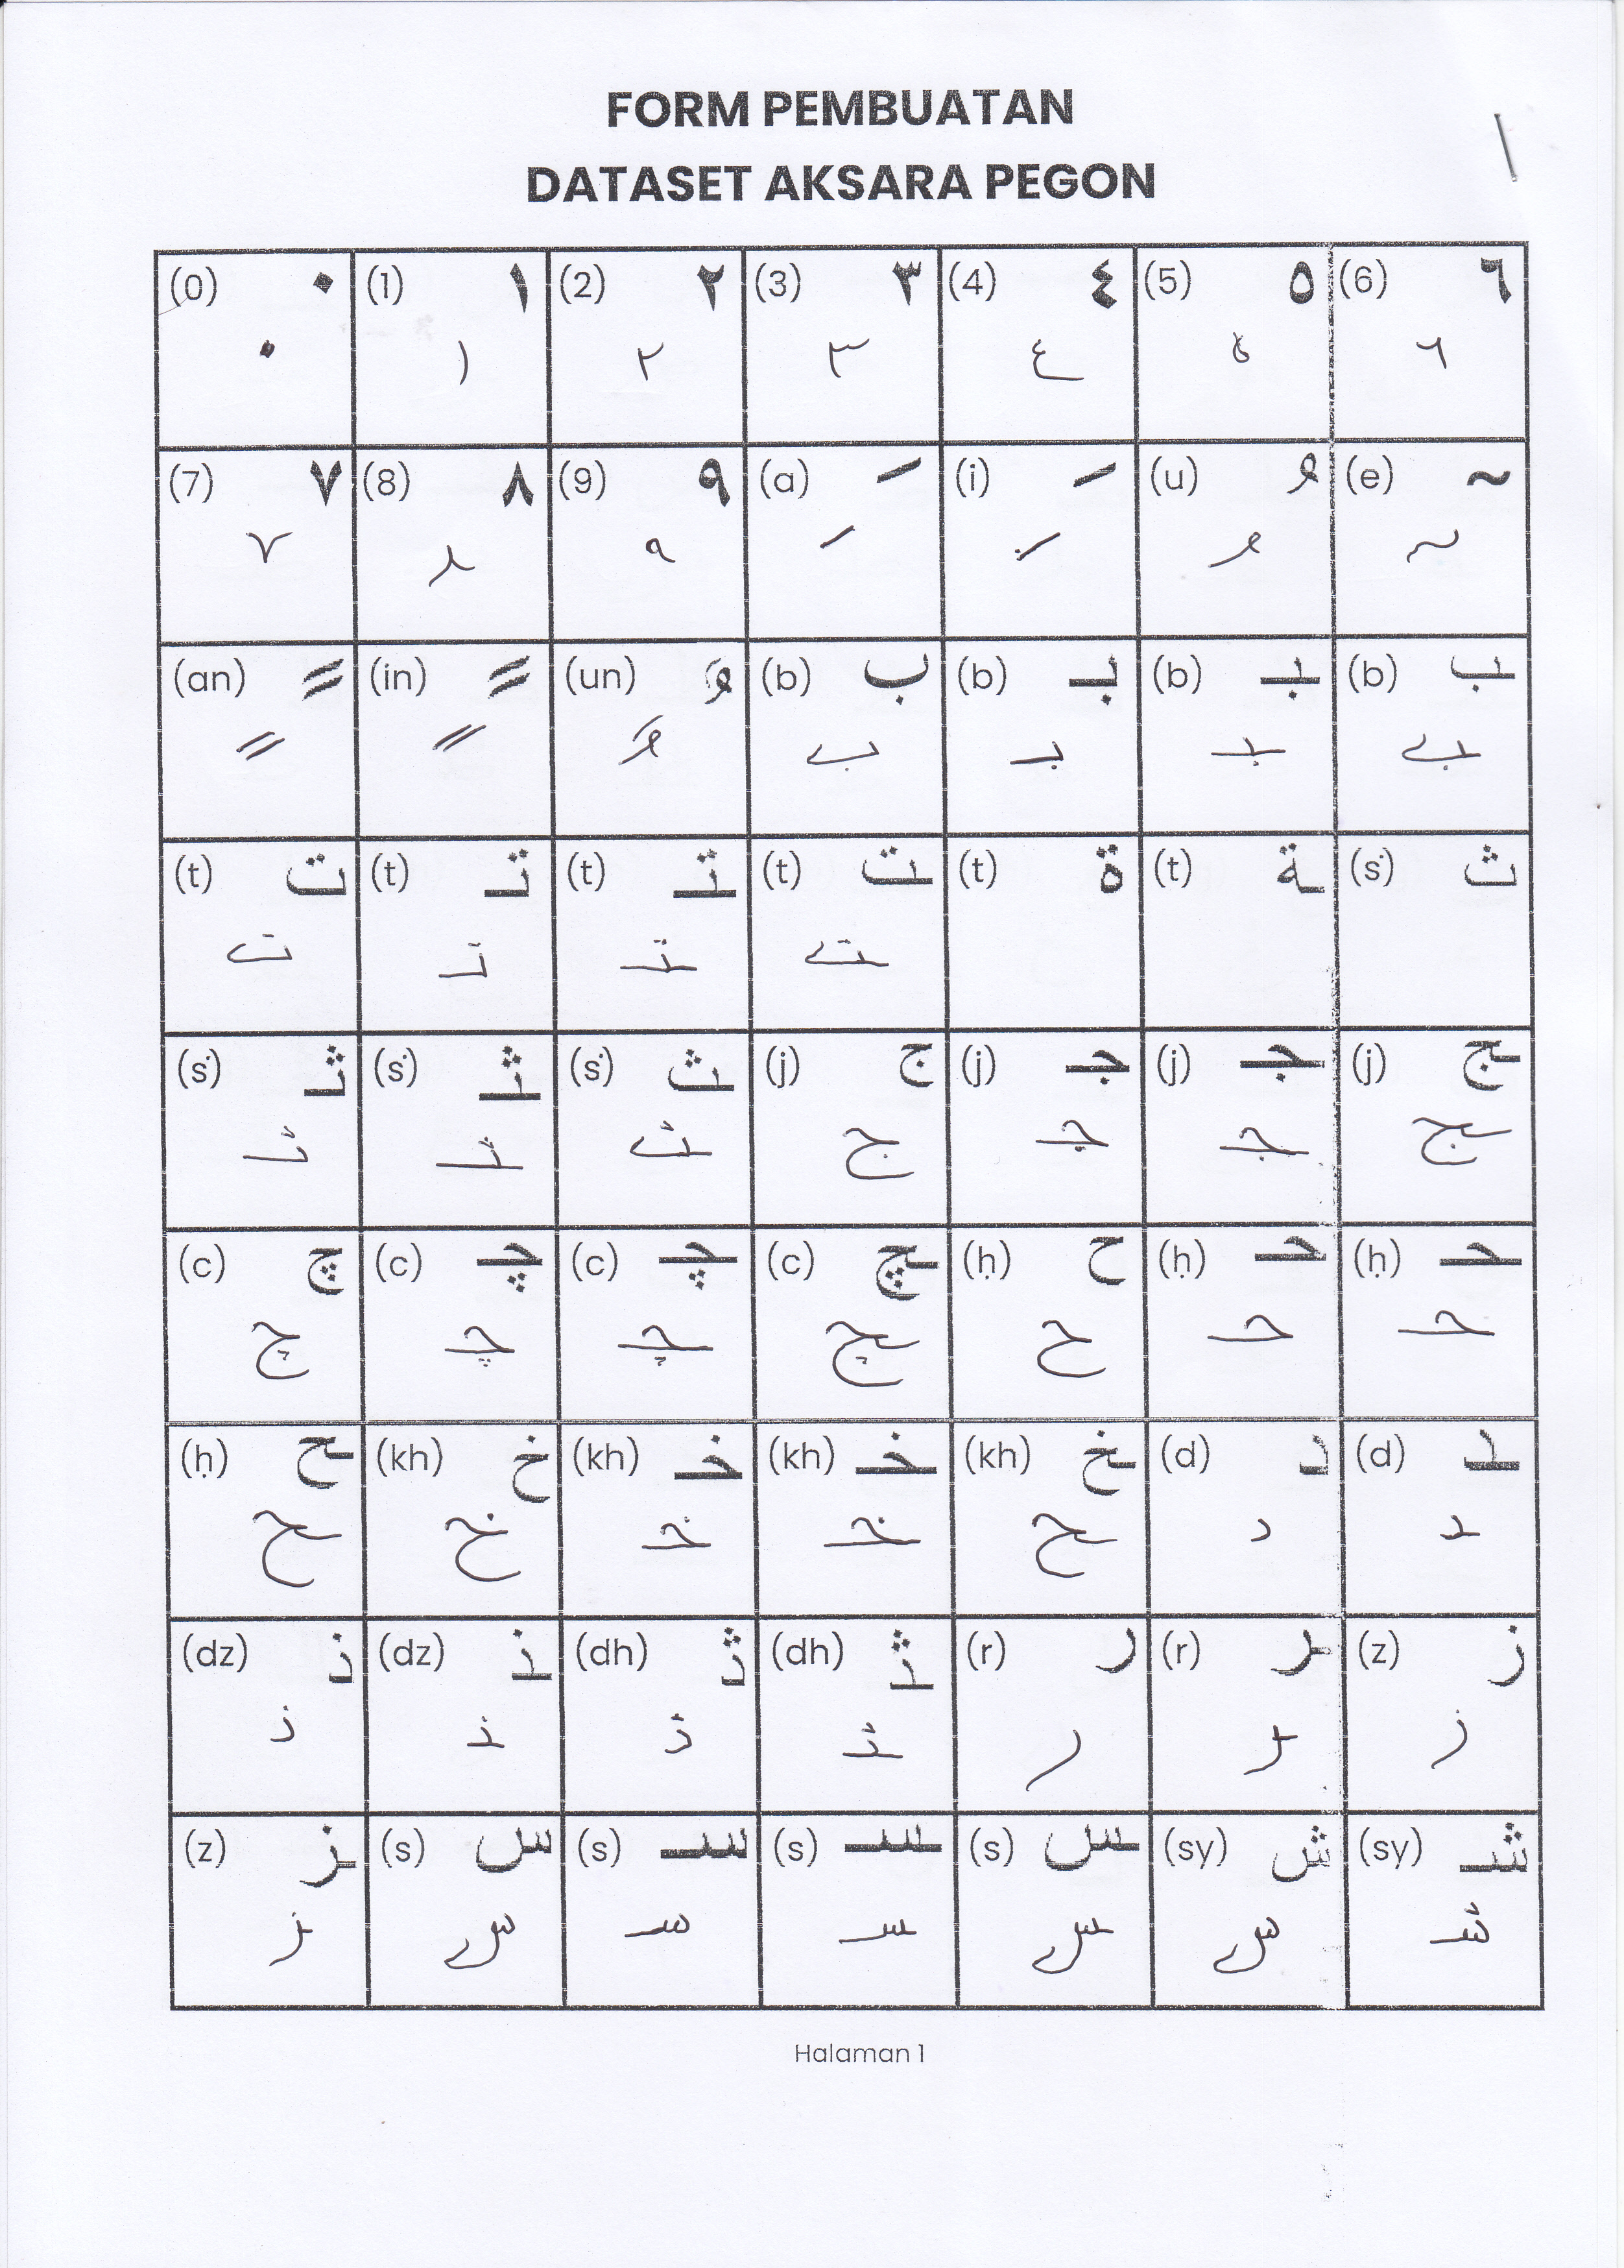 FORM PEMBUATAN
DATASET AKSARA PEGON
(0) ٠ (1) ١ (2) ٢ (3) ٣ (4) ٤ (5) ٥ (6) ٦
٠ ١ ٢ ٣ ٤ ٥ ٦
(7) ٧ (8) ٨ (9) ٩ (a) ـَ (i) ـِ (u) ـُ (e) ~
٧ ٨ ٩ ـَ ـِ ـُ ~
(an) ـً (in) ـٍ (un) ـٌ (b) ب (b) بـ (b) ـبـ (b) ـب
ـً ـٍ ـٌ ب بـ ـبـ ـب
(t) ت (t) تـ (t) ـتـ (t) ـت (t) ة (t) ـة (ṡ) ث
ت تـ ـتـ ـت
(ṡ) ثـ (ṡ) ـثـ (ṡ) ـث (j) ج (j) جـ (j) ـجـ (j) ـج
ثـ ـثـ ـث ج جـ ـجـ ـج
(c) چ (c) چـ (c) ـچـ (c) ـچ (ḥ) ح (ḥ) حـ (ḥ) ـحـ
چ چـ ـچـ ـچ ح حـ ـحـ
(ḥ) ـح (kh) خ (kh) خـ (kh) ـخـ (kh) ـخ (d) د (d) ـد
ـح خ خـ ـخـ ـخ د ـد
(dz) ذ (dz) ـذ (dh) ڎ (dh) ـڎ (r) ر (r) ـر (z) ز
ذ ـذ ڎ ـڎ ر ـر ز
(z) ـز (s) س (s) سـ (s) ـسـ (s) ـس (sy) ش (sy) شـ
ـز س سـ ـسـ ـس س شـ
Halaman 1